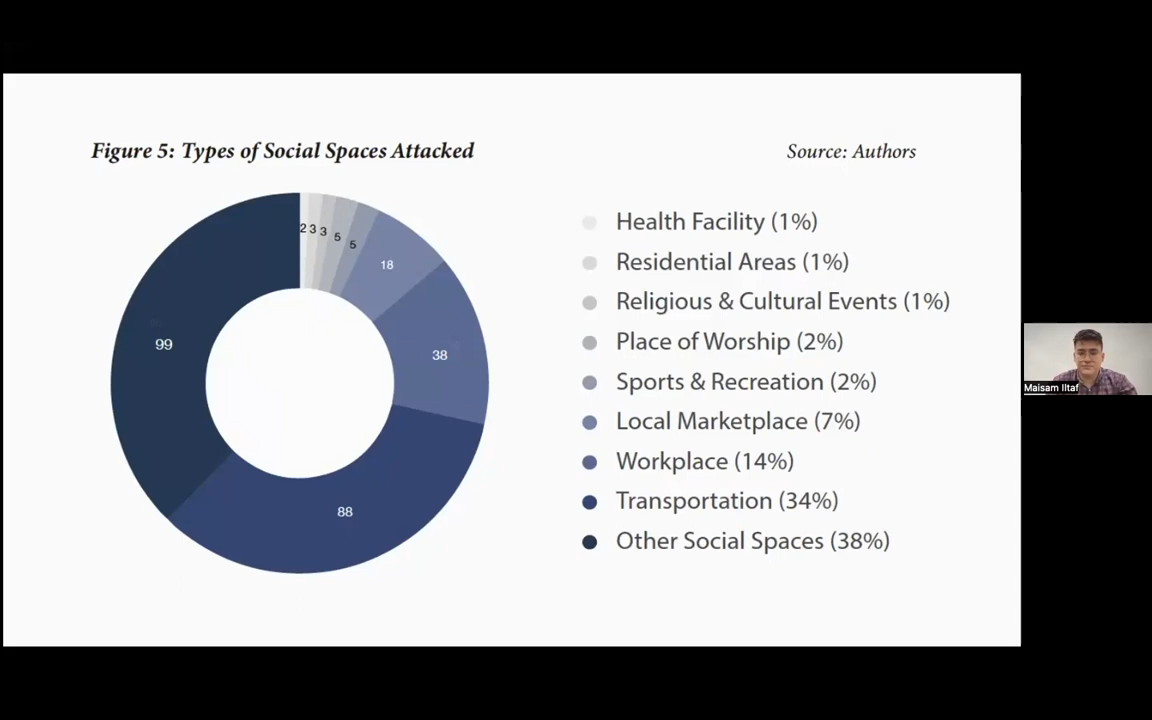 Figure 5: Types of Social Spaces Attacked
Source: Authors
2 3 3 5 5
18
38
88
99
Health Facility (1%)
Residential Areas (1%)
Religious & Cultural Events (1%)
Place of Worship (2%)
Sports & Recreation (2%)
Local Marketplace (7%)
Workplace (14%)
Transportation (34%)
Other Social Spaces (38%)
Maisam Iltaf